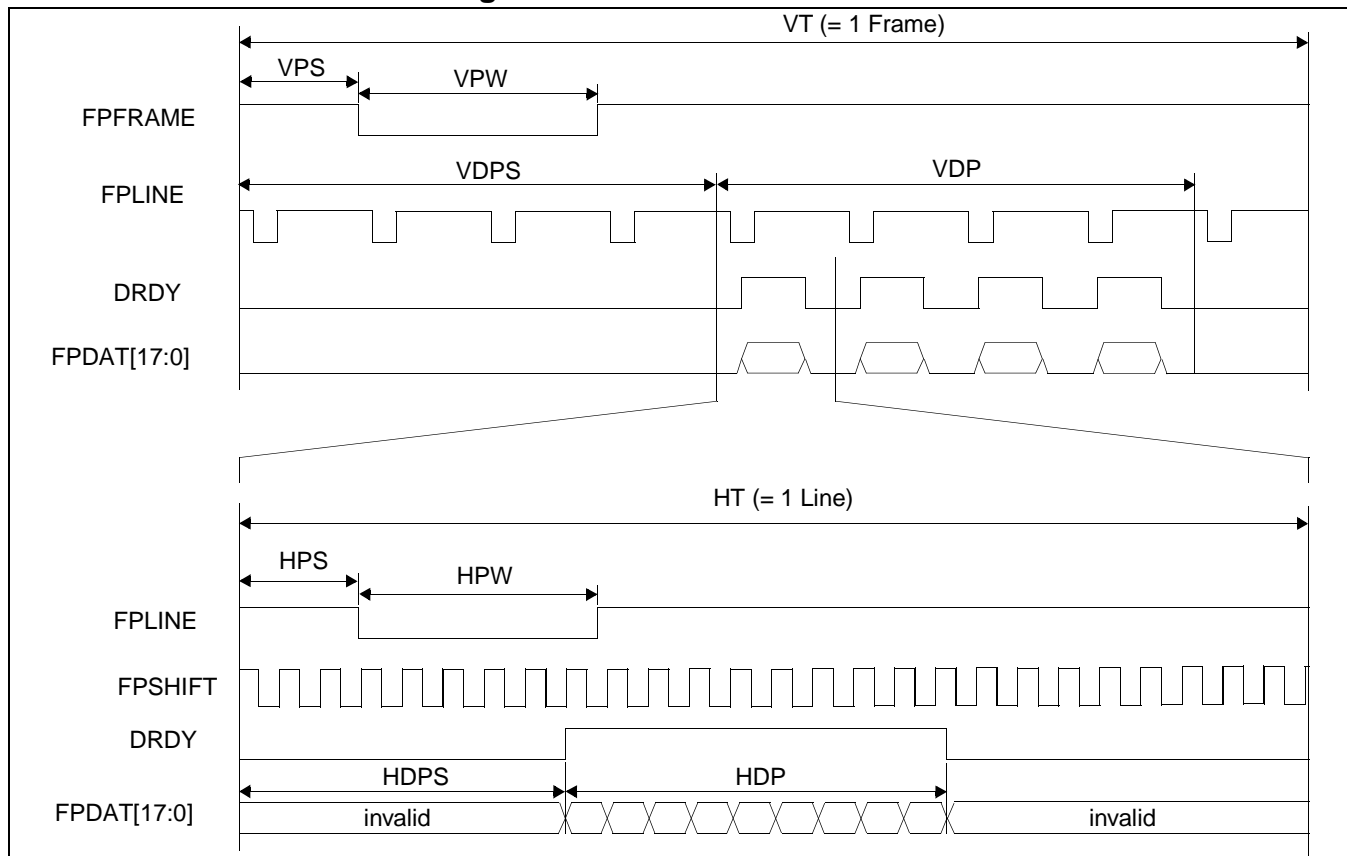 VT (= 1 Frame)
VPS
VPW
FPFRAME
VDPS
VDP
FPLINE
DRDY
FPDAT[17:0]
HT (= 1 Line)
HPS
HPW
FPLINE
FPSHIFT
DRDY
HDPS
HDP
FPDAT[17:0]
invalid
invalid